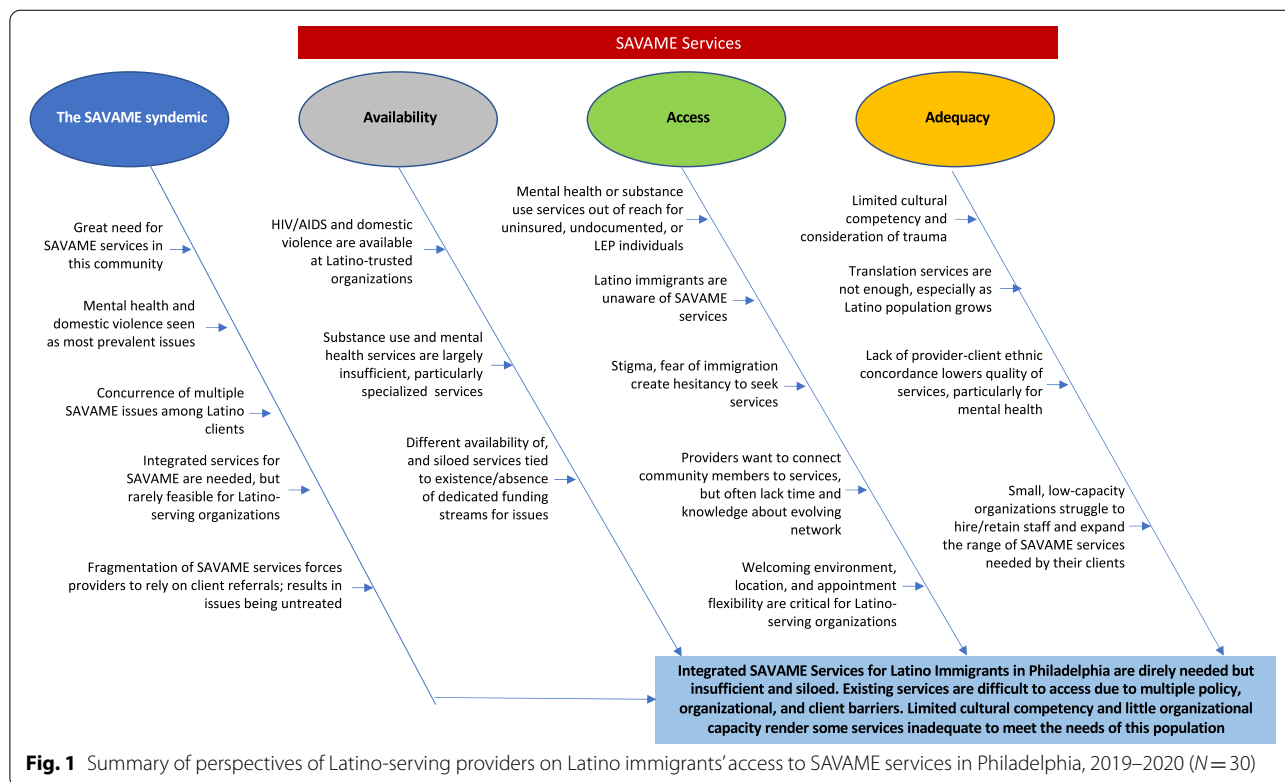 SAVAME Services
The SAVAME syndemic
Availability
Access
Adequacy
Great need for
SAVAME services in
this community
Mental health and
domestic violence seen
as most prevalent issues
Concurrence of multiple
SAVAME issues among Latino
clients
Integrated services for
SAVAME are needed, but
rarely feasible for Latino-
serving organizations
Fragmentation of SAVAME services forces
providers to rely on client referrals; results in
issues being untreated
HIV/AIDS and domestic
violence are available
at Latino-trusted
organizations
Substance use and mental
health services are largely
insufficient, particularly
specialized services
Different availability of,
and siloed services tied
to existence/absence
of dedicated funding
streams for issues
Mental health or substance
use services out of reach for
uninsured, undocumented, or
LEP individuals
Latino immigrants are
unaware of SAVAME
services
Stigma, fear of immigration
create hesitancy to seek
services
Providers want to connect
community members to services,
but often lack time and
knowledge about evolving
network
Welcoming environment,
location, and appointment
flexibility are critical for Latino-
serving organizations
Limited cultural
competency and
consideration of trauma
Translation services are
not enough, especially as
Latino population grows
Lack of provider-client ethnic
concordance lowers quality of
services, particularly for
mental health
Small, low-capacity
organizations struggle to
hire/retain staff and expand
the range of SAVAME services
needed by their clients
Integrated SAVAME Services for Latino Immigrants in Philadelphia are direly needed but
insufficient and siloed. Existing services are difficult to access due to multiple policy,
organizational, and client barriers. Limited cultural competency and little organizational
capacity render some services inadequate to meet the needs of this population
Fig. 1 Summary of perspectives of Latino-serving providers on Latino immigrants' access to SAVAME services in Philadelphia, 2019–2020 (N = 30)